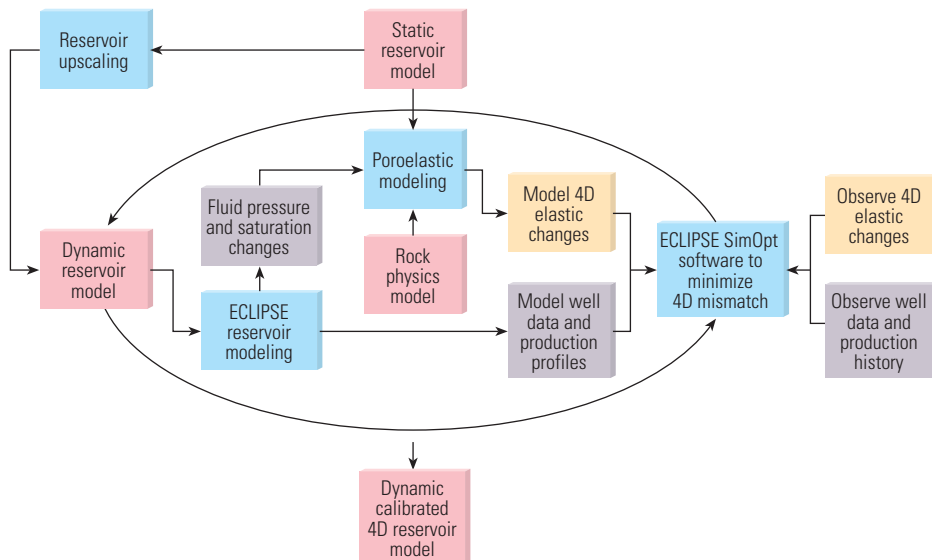 Reservoir
upscaling
Static
reservoir
model
Poroelastic
modeling
Fluid pressure
and saturation
changes
Model 4D
elastic
changes
Observe 4D
elastic
changes
Dynamic
reservoir
model
Rock
physics
model
ECLIPSE SimOpt
software to
minimize
4D mismatch
ECLIPSE
reservoir
modeling
Model well
data and
production
profiles
Observe well
data and
production
history
Dynamic
calibrated
4D reservoir
model